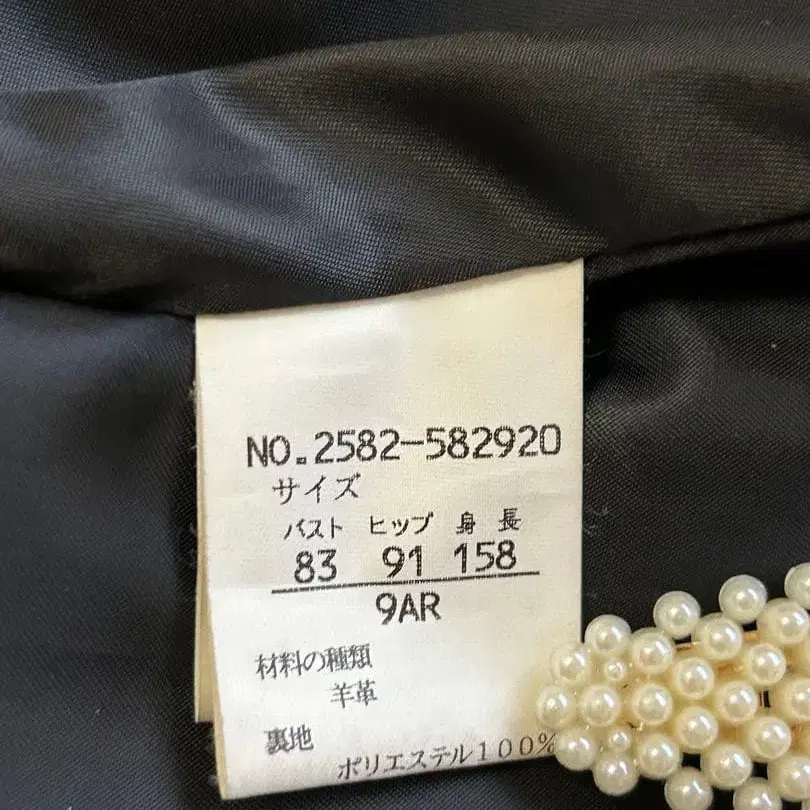 NO.2582-582920
サイズ
バスト ヒップ 身長
83 91 158
9AR
材料の種類
羊革
裏地
ポリエステル100%